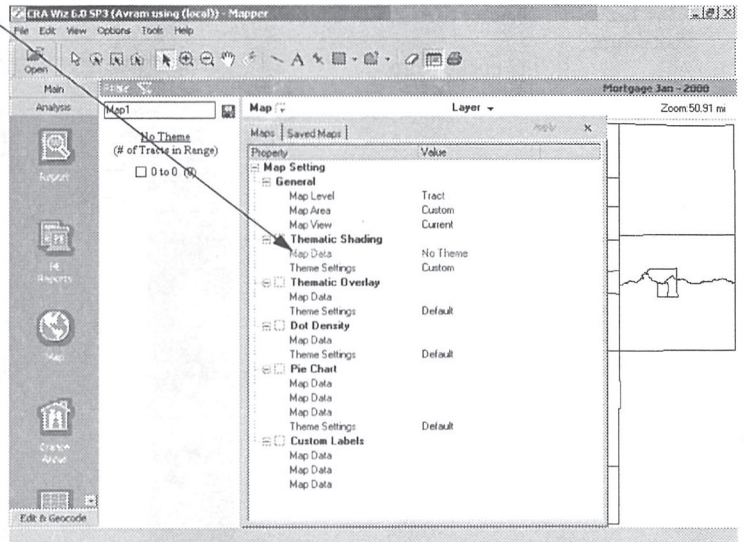 CRA Wiz 6.0 SP3 (Avram using (local)) - Mapper
File Edit View Options Tools Help
Open
Main
Mortgage Jan - 2000
Analysis
Map1
Map
Layer
Zoom:50.91 mi
No Theme
(# of Tracts in Range)
0 to 0 (0)
Maps Saved Maps
Apply
Property Value
Map Setting
General
Map Level Tract
Map Area Custom
Map View Current
Thematic Shading
Map Data No Theme
Theme Settings Custom
Thematic Overlay
Map Data
Theme Settings Default
Dot Density
Map Data
Theme Settings Default
Pie Chart
Map Data
Map Data
Map Data
Theme Settings Default
Custom Labels
Map Data
Map Data
Map Data
Report
Reports
Map
Edit & Geocode